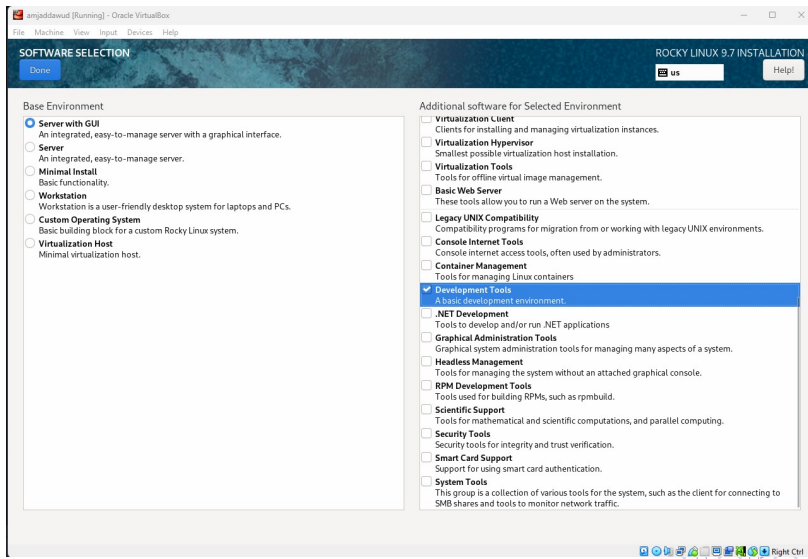 amjaddawud [Running] - Oracle VirtualBox
File Machine View Input Devices Help
SOFTWARE SELECTION
ROCKY LINUX 9.7 INSTALLATION
Done
us
Help!
Base Environment
Server with GUI
An integrated, easy-to-manage server with a graphical interface.
Server
An integrated, easy-to-manage server.
Minimal Install
Basic functionality.
Workstation
Workstation is a user-friendly desktop system for laptops and PCs.
Custom Operating System
Basic building block for a custom Rocky Linux system.
Virtualization Host
Minimal virtualization host.
Additional software for Selected Environment
Virtualization Client
Clients for installing and managing virtualization instances.
Virtualization Hypervisor
Smallest possible virtualization host installation.
Virtualization Tools
Tools for offline virtual image management.
Basic Web Server
These tools allow you to run a Web server on the system.
Legacy UNIX Compatibility
Compatibility programs for migration from or working with legacy UNIX environments.
Console Internet Tools
Console internet access tools, often used by administrators.
Container Management
Tools for managing Linux containers
Development Tools
A basic development environment.
.NET Development
Tools to develop and/or run .NET applications
Graphical Administration Tools
Graphical system administration tools for managing many aspects of a system.
Headless Management
Tools for managing the system without an attached graphical console.
RPM Development Tools
Tools used for building RPMs, such as rpmbuild.
Scientific Support
Tools for mathematical and scientific computations, and parallel computing.
Security Tools
Security tools for integrity and trust verification.
Smart Card Support
Support for using smart card authentication.
System Tools
This group is a collection of various tools for the system, such as the client for connecting to
SMB shares and tools to monitor network traffic.
Right Ctrl